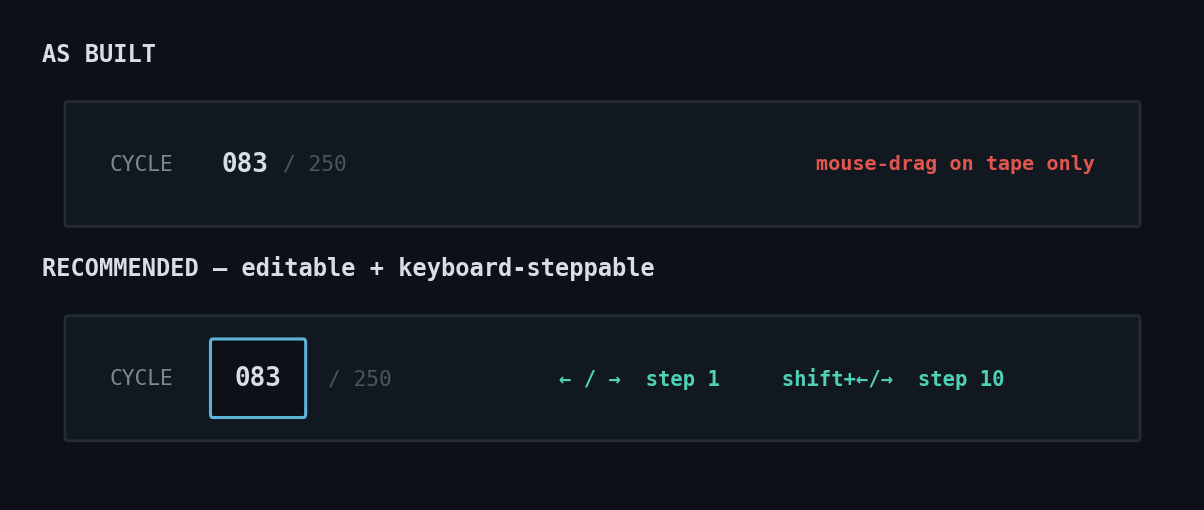 AS BUILT
CYCLE 083 / 250 mouse-drag on tape only
RECOMMENDED — editable + keyboard-steppable
CYCLE 083 / 250 ← / → step 1 shift+←/→ step 10